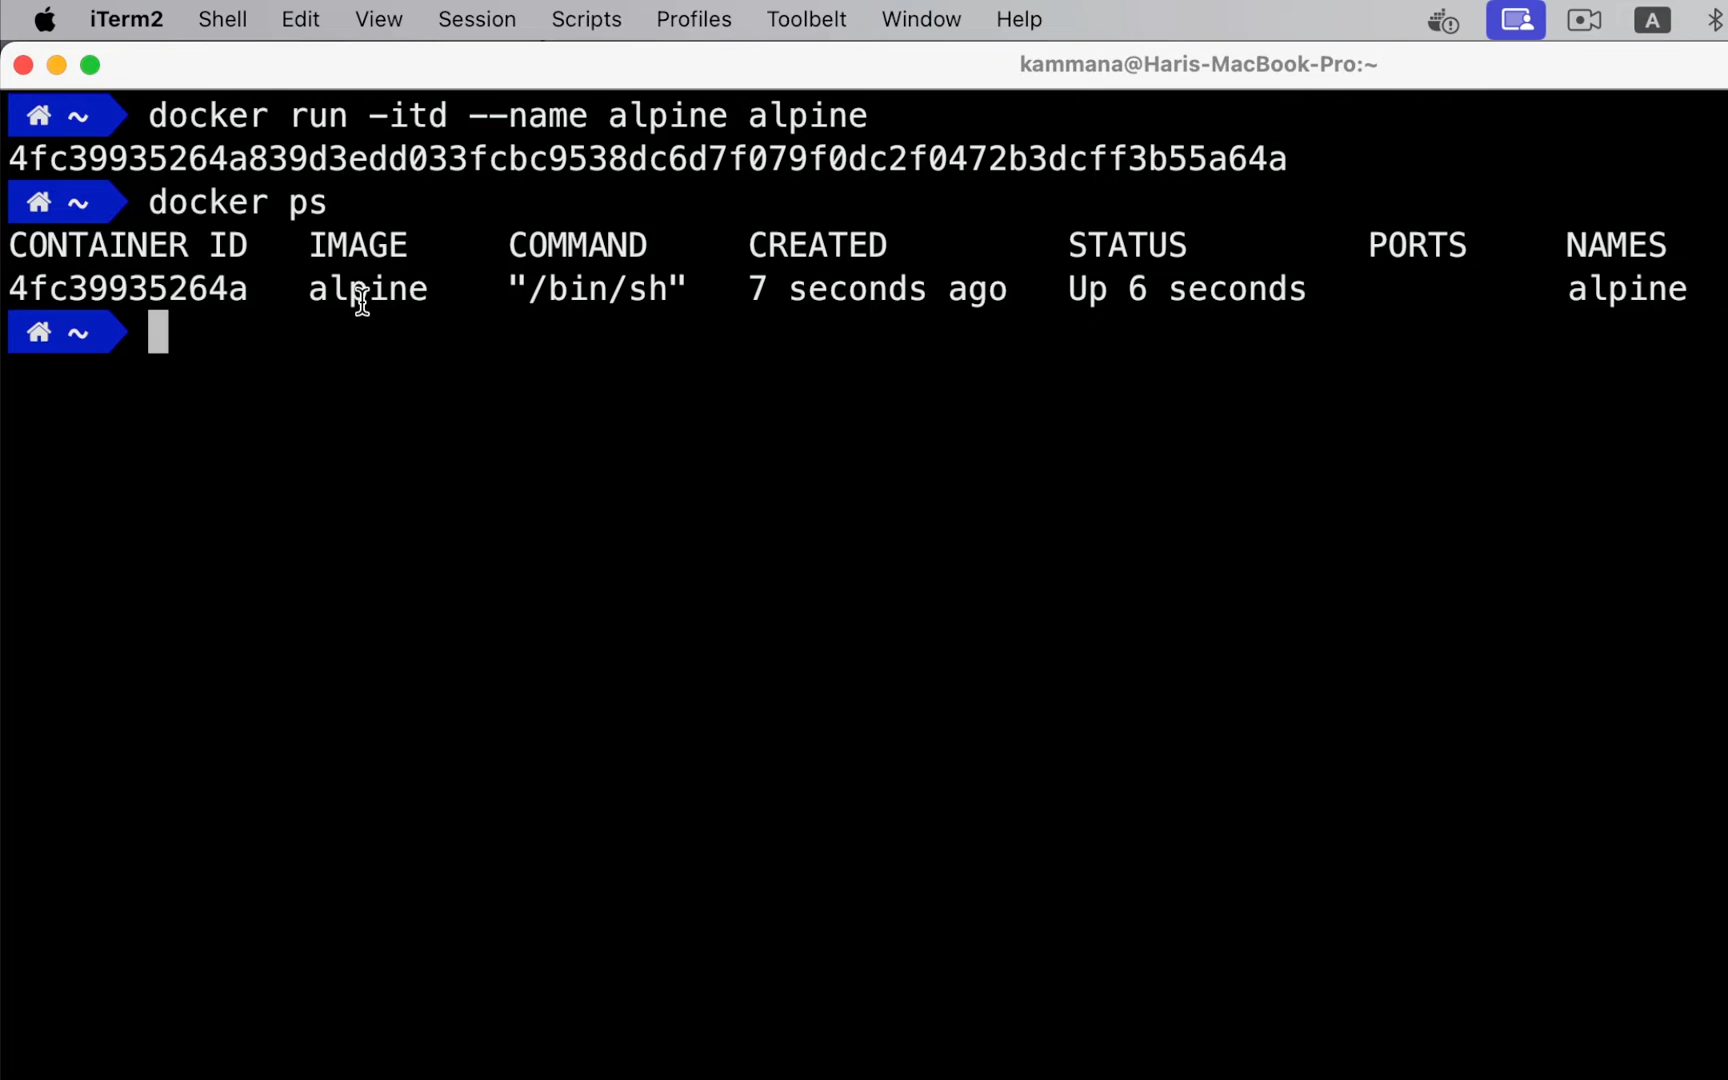 iTerm2 Shell Edit View Session Scripts Profiles Toolbelt Window Help A
kammana@Haris-MacBook-Pro:~
~ docker run -itd --name alpine alpine
4fc39935264a839d3edd033fcbc9538dc6d7f079f0dc2f0472b3dcff3b55a64a
~ docker ps
CONTAINER ID IMAGE COMMAND CREATED STATUS PORTS NAMES
4fc39935264a alpine "/bin/sh" 7 seconds ago Up 6 seconds alpine
~